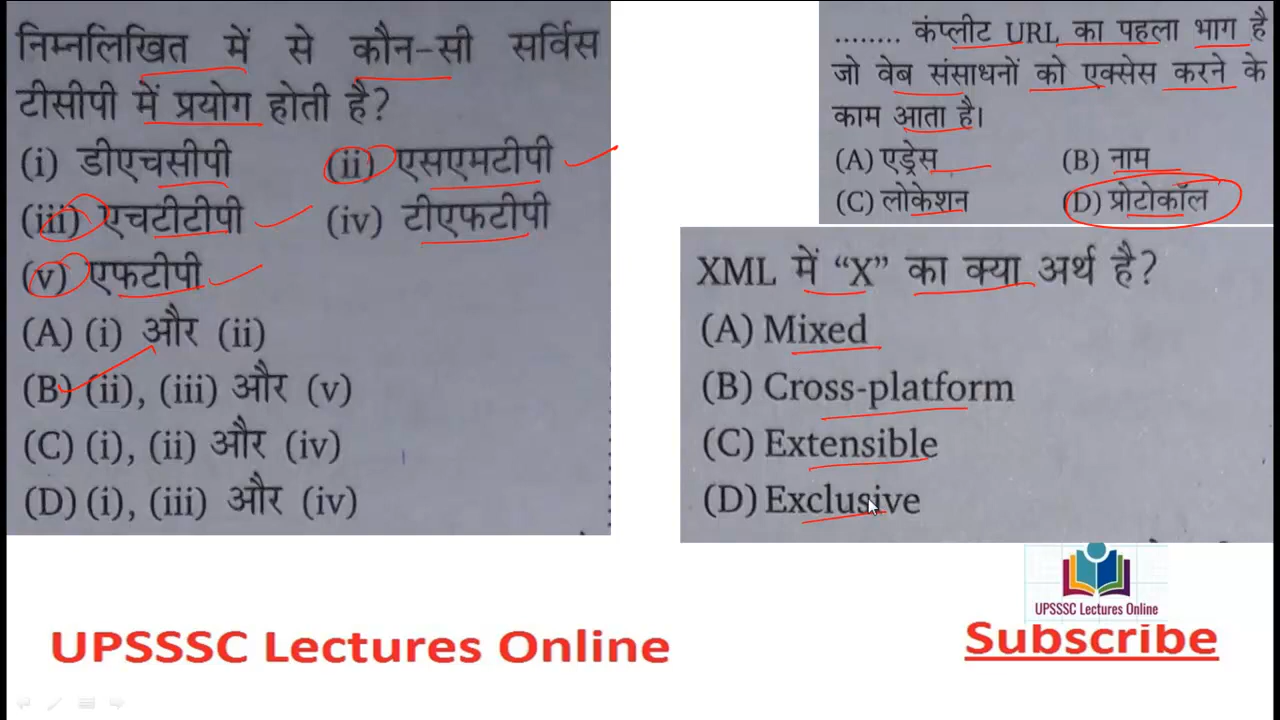 निम्नलिखित में से कौन-सी सर्विस
टीसीपी में प्रयोग होती है?
(i) डीएचसीपी (ii) एसएमटीपी
(iii) एचटीटीपी (iv) टीएफटीपी
(v) एफटीपी
(A) (i) और (ii)
(B) (ii), (iii) और (v)
(C) (i), (ii) और (iv)
(D) (i), (iii) और (iv)
........ कंप्लीट URL का पहला भाग है
जो वेब संसाधनों को एक्सेस करने के
काम आता है।
(A) एड्रेस (B) नाम
(C) लोकेशन (D) प्रोटोकॉल
XML में “X” का क्या अर्थ है?
(A) Mixed
(B) Cross-platform
(C) Extensible
(D) Exclusive
UPSSSC Lectures Online
UPSSSC Lectures Online
Subscribe